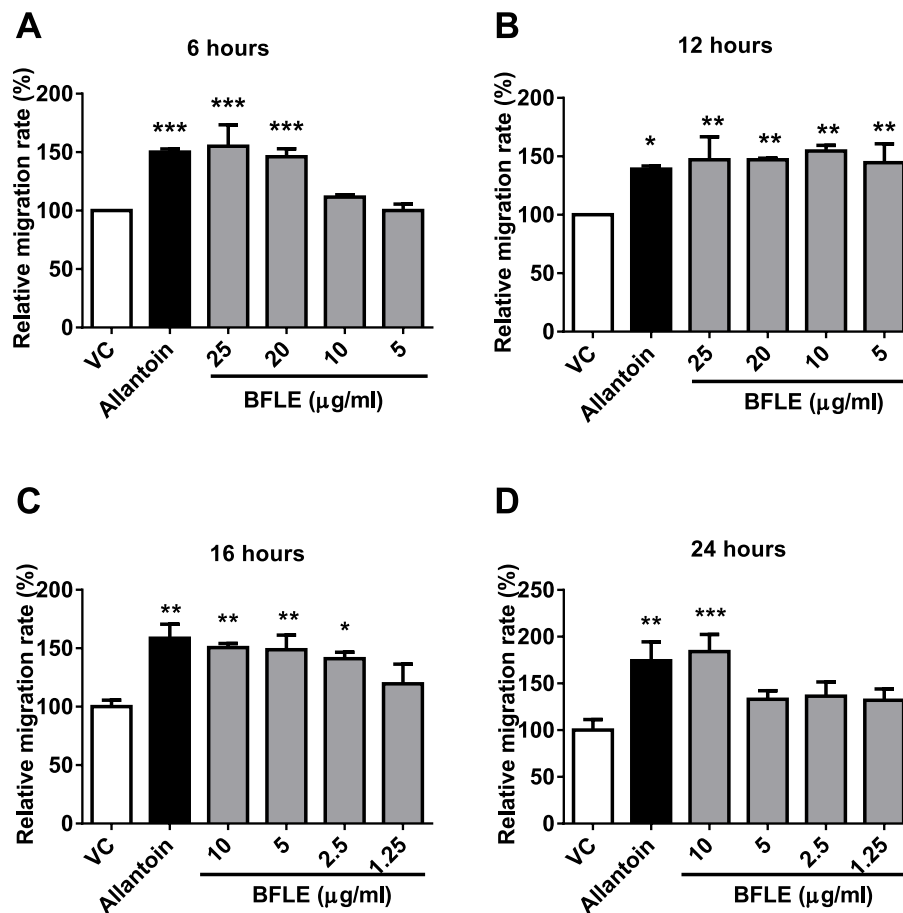 A
6 hours
Relative migration rate (%)
200
150
100
50
0
*** *** ***
VC Allantoin 25 20 10 5
BFLE (μg/ml)
B
12 hours
Relative migration rate (%)
200
150
100
50
0
* ** ** ** **
VC Allantoin 25 20 10 5
BFLE (μg/ml)
C
16 hours
Relative migration rate (%)
200
150
100
50
0
** ** ** *
VC Allantoin 10 5 2.5 1.25
BFLE (μg/ml)
D
24 hours
Relative migration rate (%)
250
200
150
100
50
0
** ***
VC Allantoin 10 5 2.5 1.25
BFLE (μg/ml)